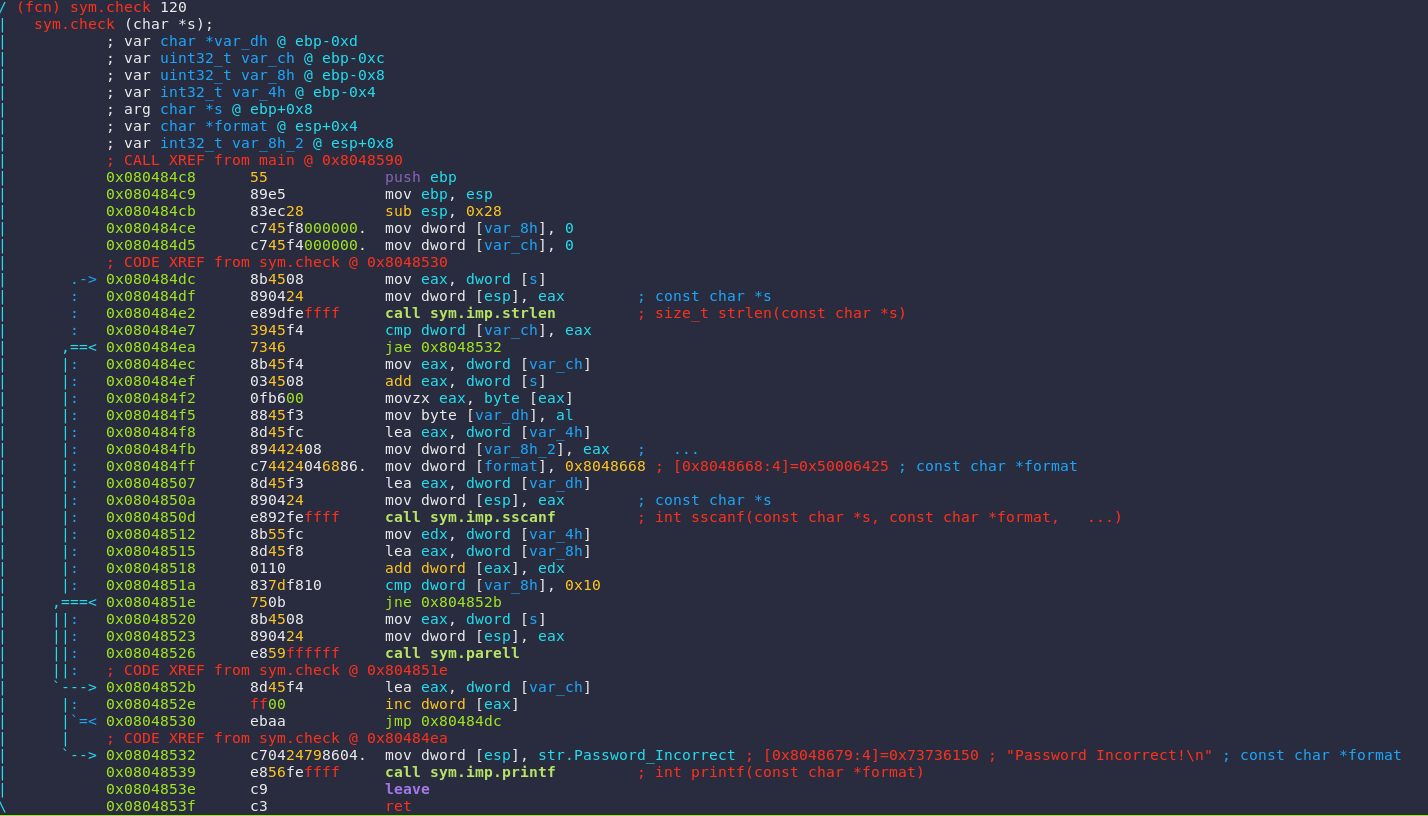 / (fcn) sym.check 120
|   sym.check (char *s);
|           ; var char *var_dh @ ebp-0xd
|           ; var uint32_t var_ch @ ebp-0xc
|           ; var uint32_t var_8h @ ebp-0x8
|           ; var int32_t var_4h @ ebp-0x4
|           ; arg char *s @ ebp+0x8
|           ; var char *format @ esp+0x4
|           ; var int32_t var_8h_2 @ esp+0x8
|           ; CALL XREF from main @ 0x8048590
|           0x080484c8      55             push ebp
|           0x080484c9      89e5           mov ebp, esp
|           0x080484cb      83ec28         sub esp, 0x28
|           0x080484ce      c745f8000000.  mov dword [var_8h], 0
|           0x080484d5      c745f4000000.  mov dword [var_ch], 0
|           ; CODE XREF from sym.check @ 0x8048530
|       .-> 0x080484dc      8b4508         mov eax, dword [s]
|       :   0x080484df      890424         mov dword [esp], eax        ; const char *s
|       :   0x080484e2      e89dfeffff     call sym.imp.strlen         ; size_t strlen(const char *s)
|       :   0x080484e7      3945f4         cmp dword [var_ch], eax
|      ,==< 0x080484ea      7346           jae 0x8048532
|      |:   0x080484ec      8b45f4         mov eax, dword [var_ch]
|      |:   0x080484ef      034508         add eax, dword [s]
|      |:   0x080484f2      0fb600         movzx eax, byte [eax]
|      |:   0x080484f5      8845f3         mov byte [var_dh], al
|      |:   0x080484f8      8d45fc         lea eax, dword [var_4h]
|      |:   0x080484fb      89442408       mov dword [var_8h_2], eax   ;   ...
|      |:   0x080484ff      c74424046886.  mov dword [format], 0x8048668 ; [0x8048668:4]=0x50006425 ; const char *format
|      |:   0x08048507      8d45f3         lea eax, dword [var_dh]
|      |:   0x0804850a      890424         mov dword [esp], eax        ; const char *s
|      |:   0x0804850d      e892feffff     call sym.imp.sscanf         ; int sscanf(const char *s, const char *format,   ...)
|      |:   0x08048512      8b55fc         mov edx, dword [var_4h]
|      |:   0x08048515      8d45f8         lea eax, dword [var_8h]
|      |:   0x08048518      0110           add dword [eax], edx
|      |:   0x0804851a      837df810       cmp dword [var_8h], 0x10
|     ,===< 0x0804851e      750b           jne 0x804852b
|     ||:   0x08048520      8b4508         mov eax, dword [s]
|     ||:   0x08048523      890424         mov dword [esp], eax
|     ||:   0x08048526      e859ffffff     call sym.parell
|     ||:   ; CODE XREF from sym.check @ 0x804851e
|     `---> 0x0804852b      8d45f4         lea eax, dword [var_ch]
|      |:   0x0804852e      ff00           inc dword [eax]
|      |`=< 0x08048530      ebaa           jmp 0x80484dc
|      |    ; CODE XREF from sym.check @ 0x80484ea
|      `--> 0x08048532      c70424798604.  mov dword [esp], str.Password_Incorrect ; [0x8048679:4]=0x73736150 ; "Password Incorrect!\n" ; const char *format
|           0x08048539      e856feffff     call sym.imp.printf         ; int printf(const char *format)
|           0x0804853e      c9             leave
\           0x0804853f      c3             ret